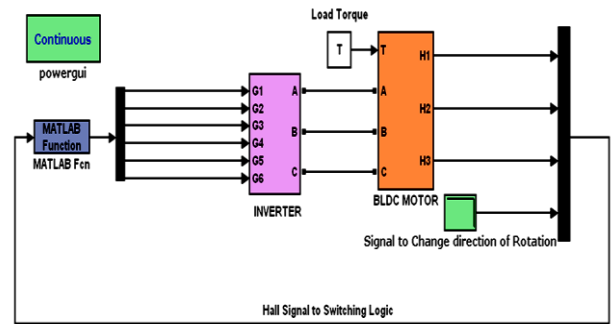 Continuous
powergui
MATLAB
Function
MATLAB Fcn
G1
G2
G3
G4
G5
G6
A
B
C
INVERTER
Load Torque
T
T
A
B
C
H1
H2
H3
BLDC MOTOR
Signal to Change direction of Rotation
Hall Signal to Switching Logic